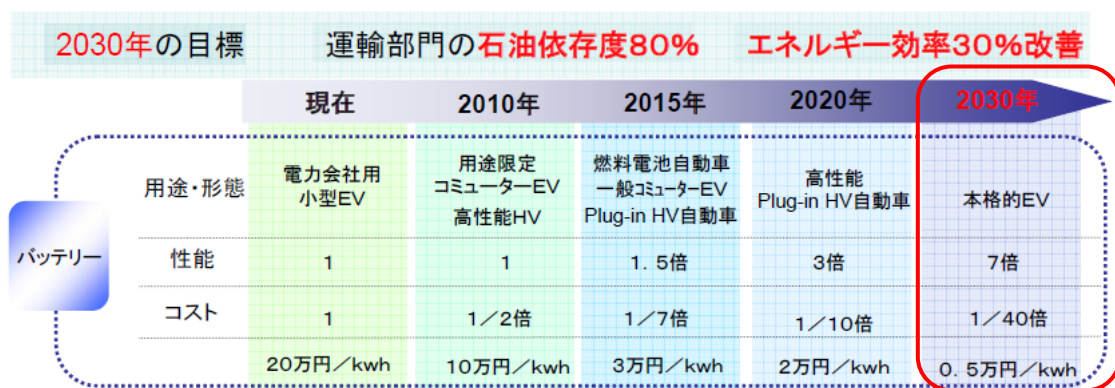 2030年の目標 運輸部門の石油依存度80% エネルギー効率30%改善
現在 2010年 2015年 2020年 2030年
バッテリー
用途・形態
電力会社用
小型EV
用途限定
コミューターEV
高性能HV
燃料電池自動車
一般コミューターEV
Plug-in HV自動車
高性能
Plug-in HV自動車
本格的EV
性能 1 1 1.5倍 3倍 7倍
コスト 1 1/2倍 1/7倍 1/10倍 1/40倍
20万円/kwh 10万円/kwh 3万円/kwh 2万円/kwh 0.5万円/kwh